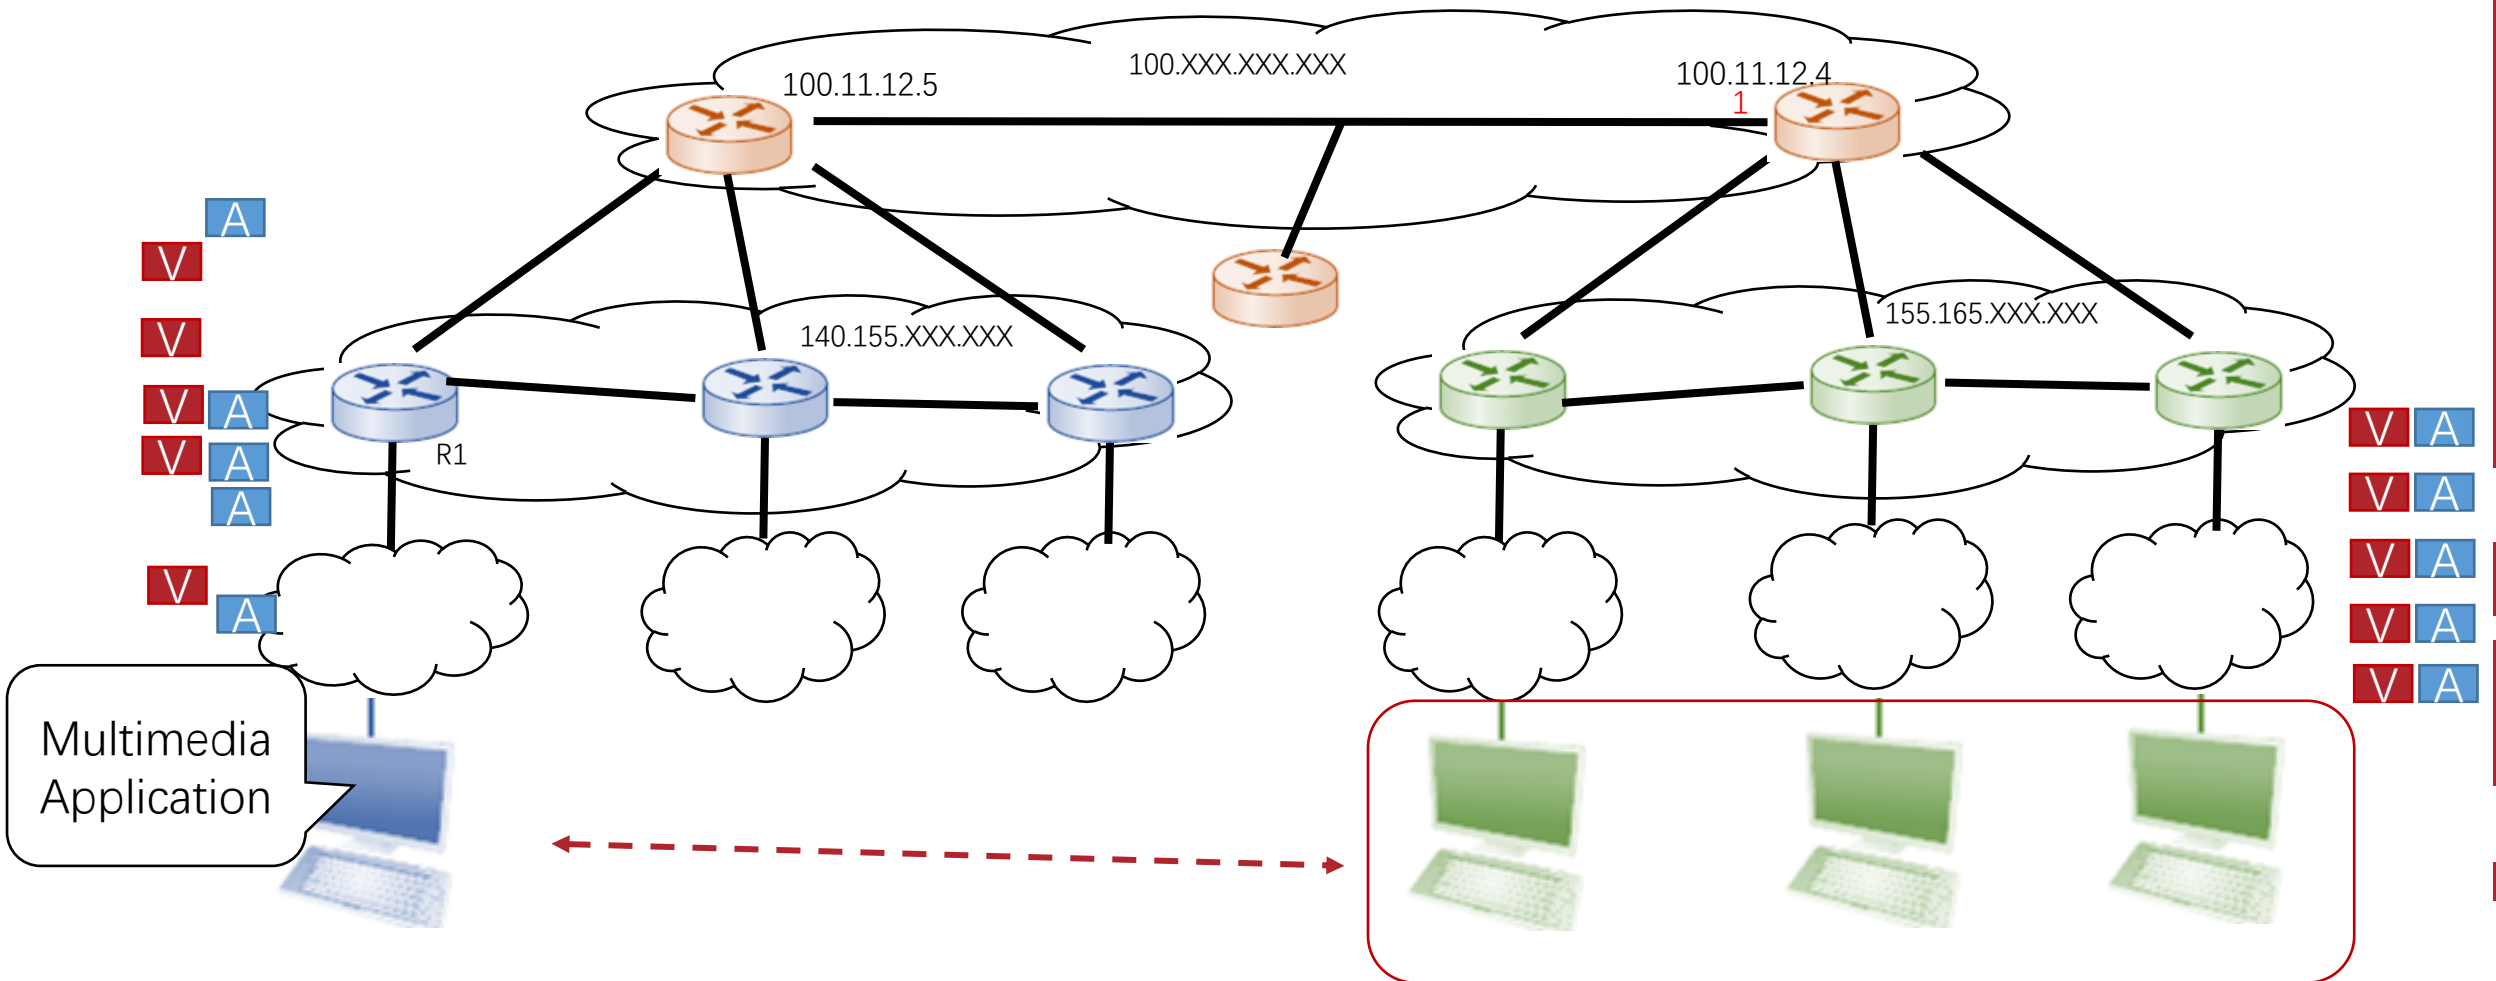 100.XXX.XXX.XXX
100.11.12.5
100.11.12.4
1
A
V
140.155.XXX.XXX
155.165.XXX.XXX
V
V A
V A
R1
A
V
A
V A
V A
V A
V A
V A
Multimedia
Application